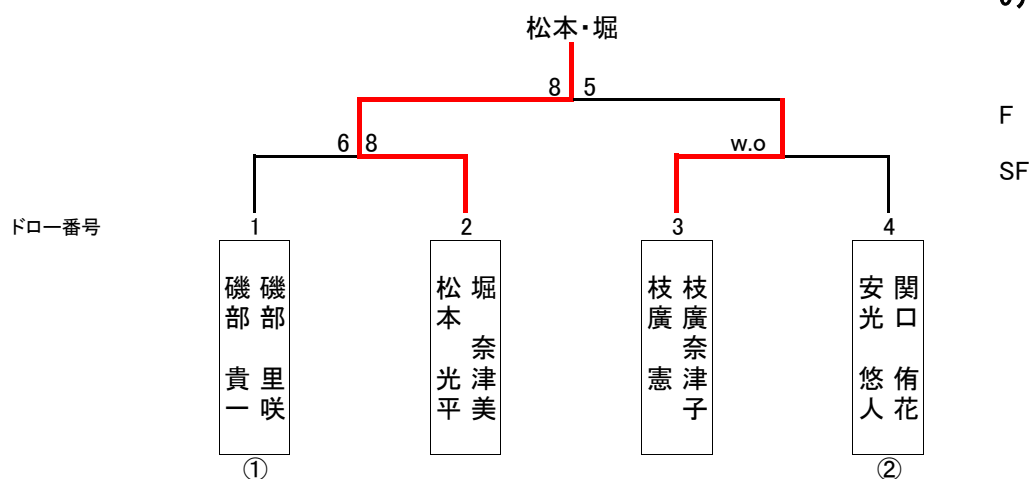 松本・堀
8 5
F
6 8
w.o
SF
ドロー番号
1
2
3
4
磯部 里咲
磯部 貴一
堀 奈津美
松本 光平
枝廣奈津子
枝廣 憲
関口 侑花
安光 悠人
①
②